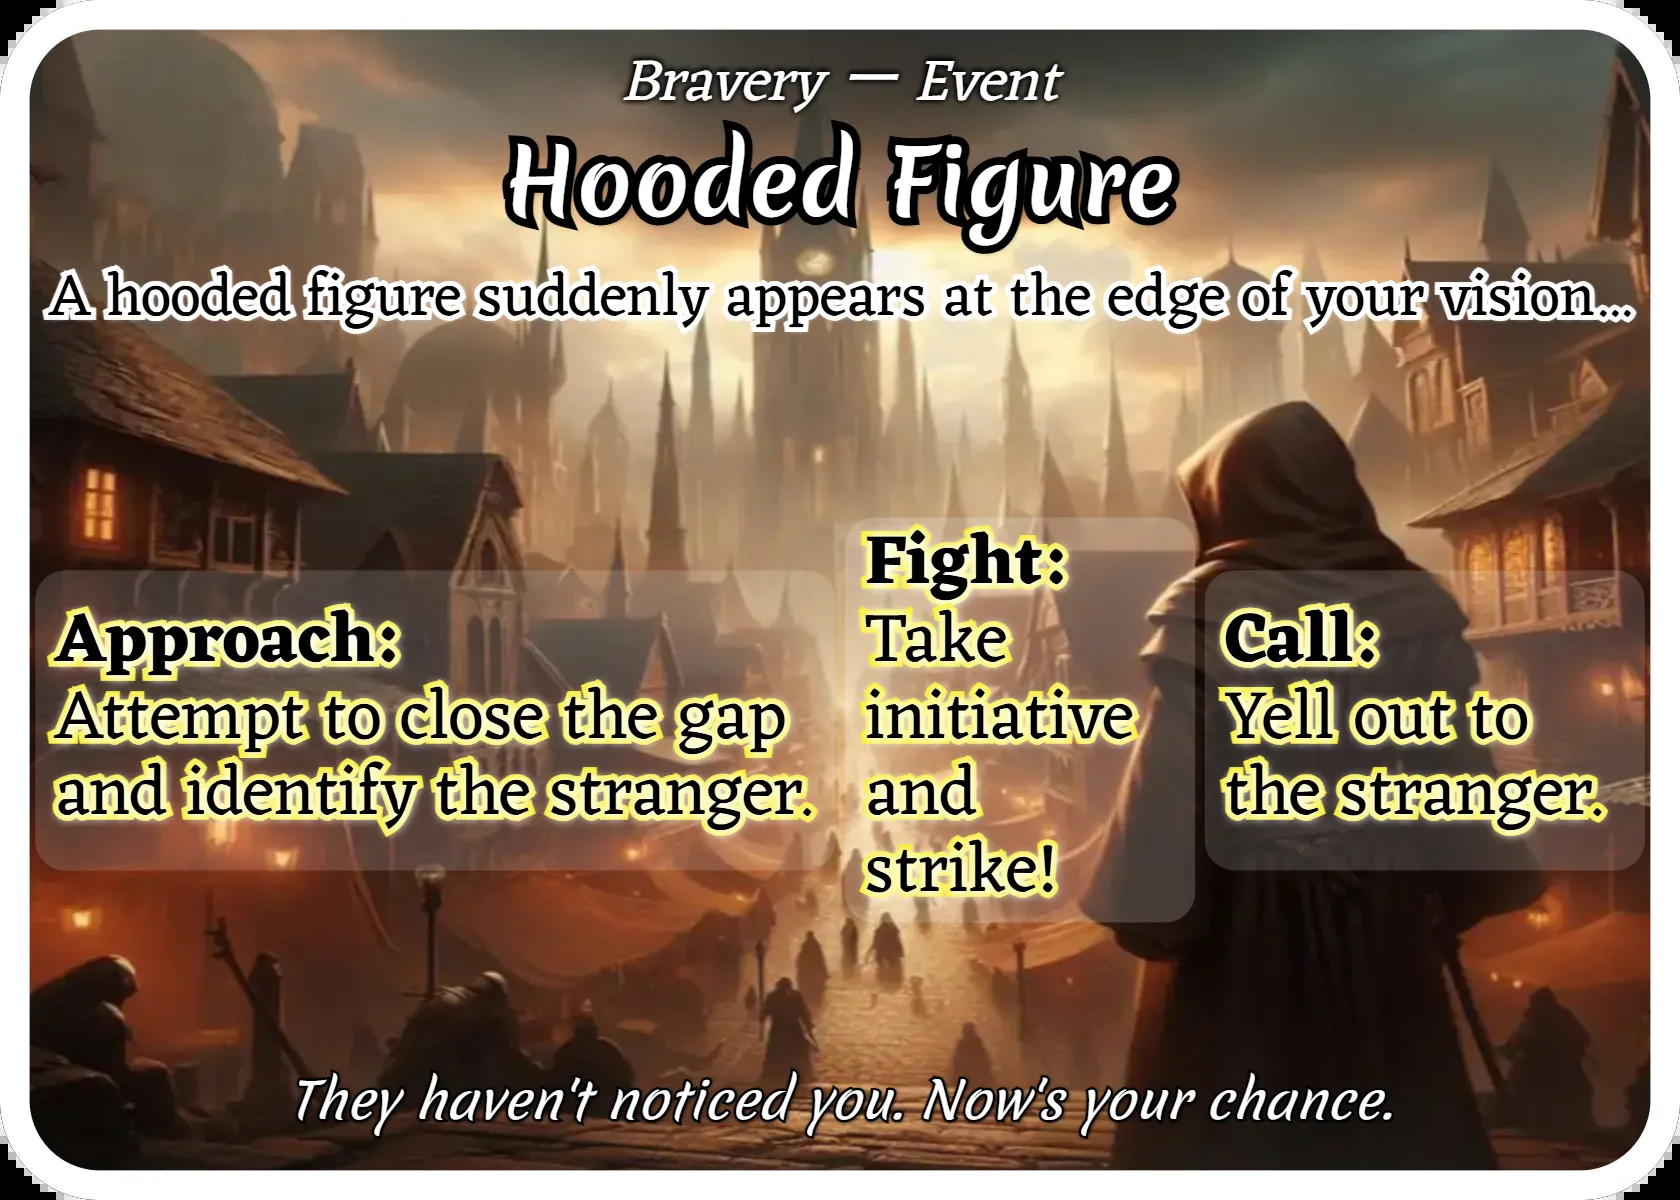 Bravery — Event
Hooded Figure
A hooded figure suddenly appears at the edge of your vision...
Approach:
Attempt to close the gap
and identify the stranger.
Fight:
Take
initiative
and
strike!
Call:
Yell out to
the stranger.
They haven't noticed you. Now's your chance.